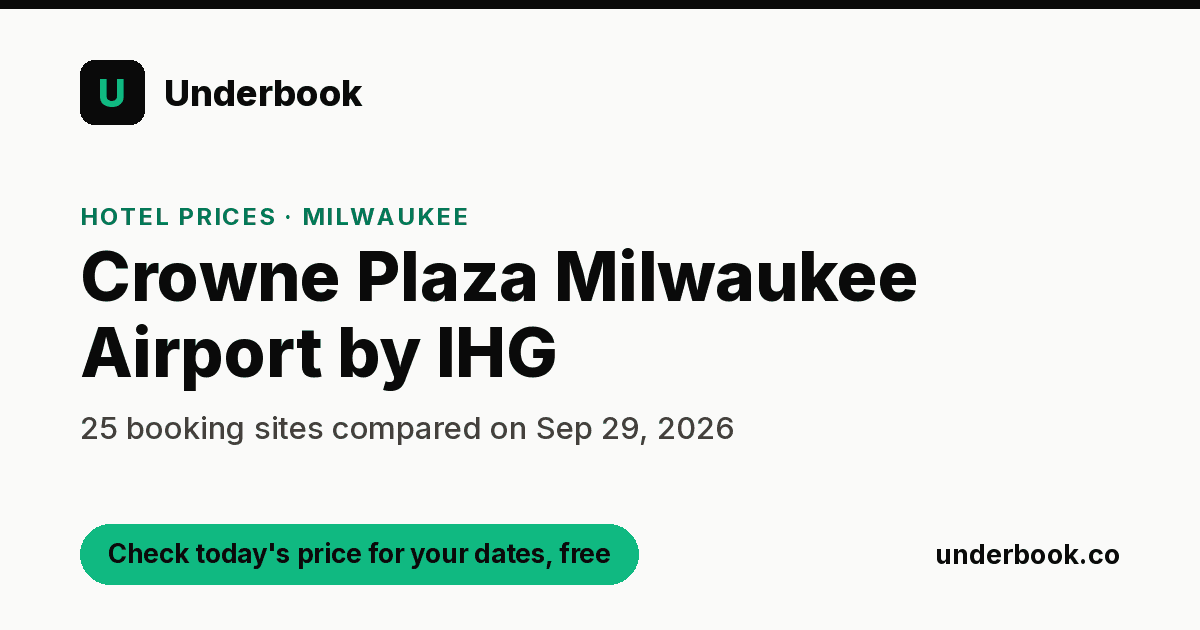 U Underbook
HOTEL PRICES · MILWAUKEE
Crowne Plaza Milwaukee
Airport by IHG
25 booking sites compared on Sep 29, 2026
Check today's price for your dates, free
underbook.co